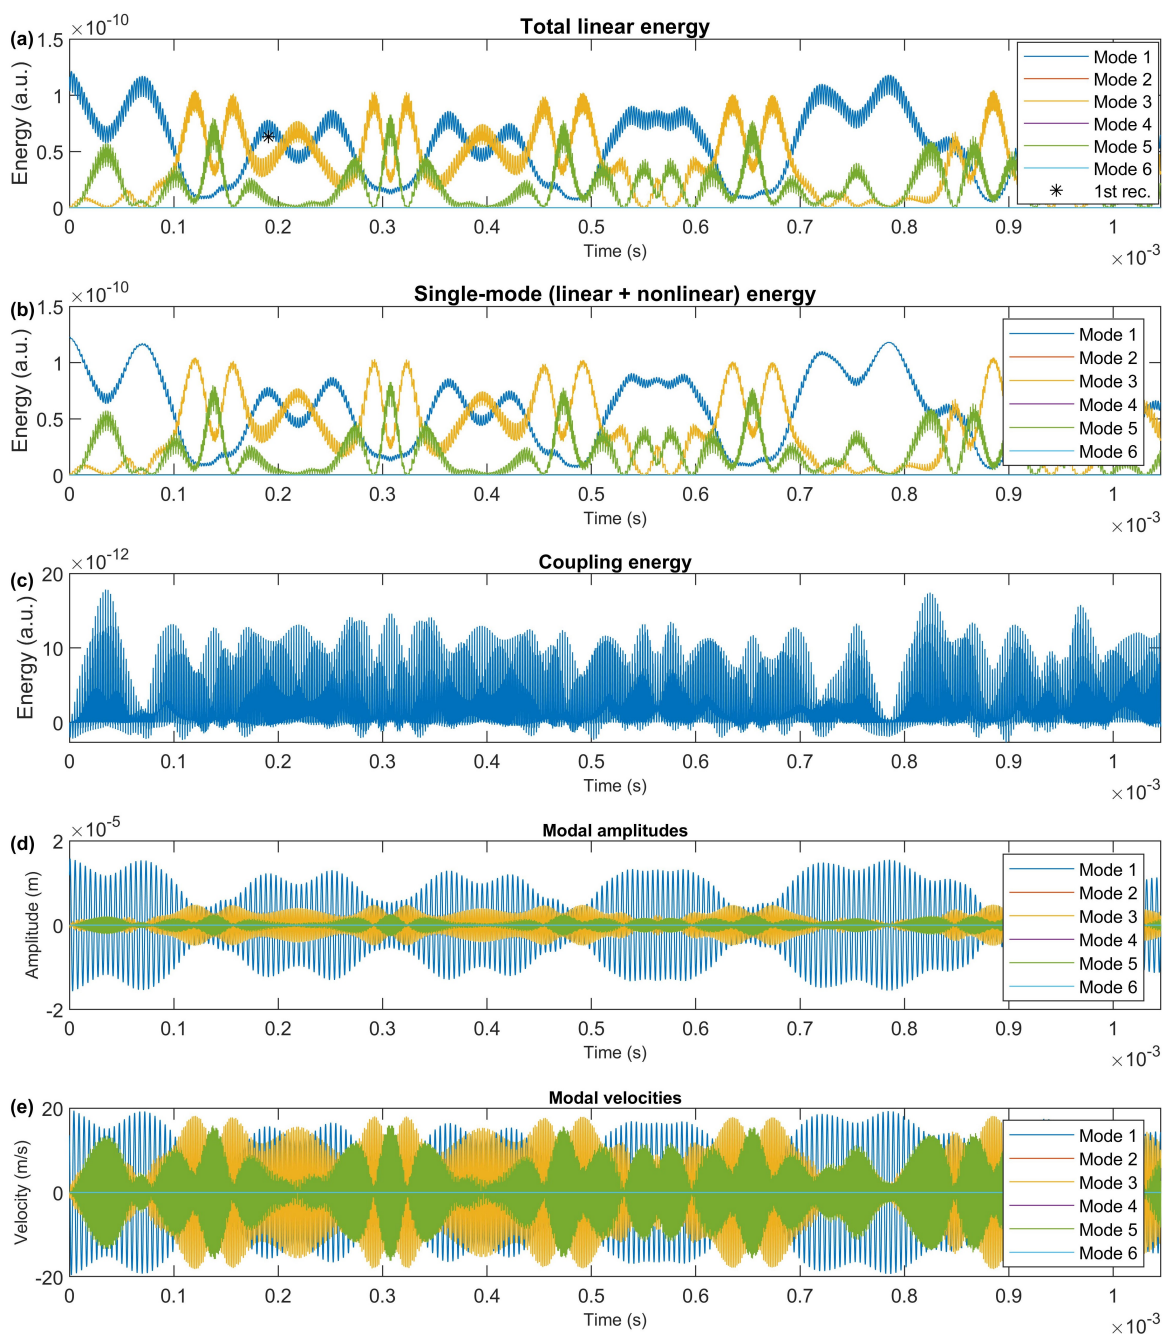 (a)
×10⁻¹⁰
Total linear energy
Energy (a.u.)
1.5
1
0.5
0
0 0.1 0.2 0.3 0.4 0.5 0.6 0.7 0.8 0.9 1
Time (s)
×10⁻³
Mode 1
Mode 2
Mode 3
Mode 4
Mode 5
Mode 6
1st rec.
(b)
×10⁻¹⁰
Single-mode (linear + nonlinear) energy
Energy (a.u.)
1.5
1
0.5
0
0 0.1 0.2 0.3 0.4 0.5 0.6 0.7 0.8 0.9 1
Time (s)
×10⁻³
Mode 1
Mode 2
Mode 3
Mode 4
Mode 5
Mode 6
(c)
×10⁻¹²
Coupling energy
Energy (a.u.)
20
10
0
0 0.1 0.2 0.3 0.4 0.5 0.6 0.7 0.8 0.9 1
Time (s)
×10⁻³
(d)
×10⁻⁵
Modal amplitudes
Amplitude (m)
2
0
-2
0 0.1 0.2 0.3 0.4 0.5 0.6 0.7 0.8 0.9 1
Time (s)
×10⁻³
Mode 1
Mode 2
Mode 3
Mode 4
Mode 5
Mode 6
(e)
Modal velocities
Velocity (m/s)
20
0
-20
0 0.1 0.2 0.3 0.4 0.5 0.6 0.7 0.8 0.9 1
Time (s)
×10⁻³
Mode 1
Mode 2
Mode 3
Mode 4
Mode 5
Mode 6